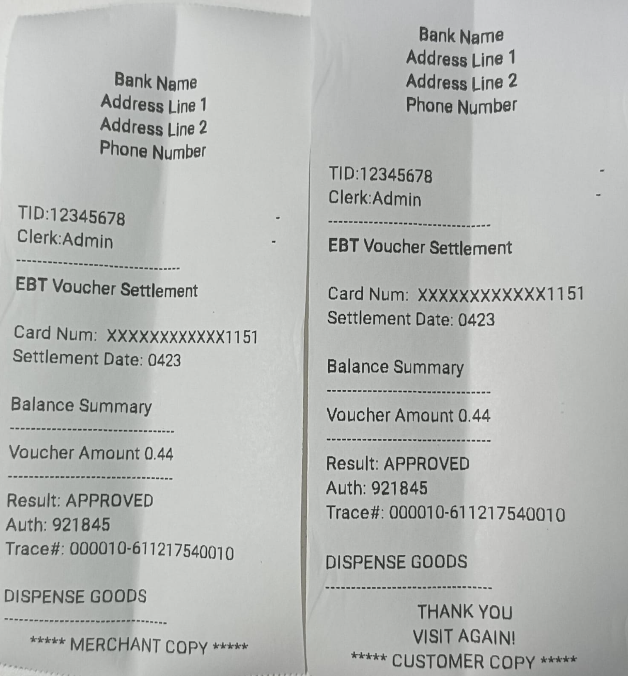 Bank Name
Address Line 1
Address Line 2
Phone Number
TID:12345678
Clerk:Admin
--------------------------------
EBT Voucher Settlement
Card Num: XXXXXXXXXXXX1151
Settlement Date: 0423
Balance Summary
--------------------------------
Voucher Amount 0.44
--------------------------------
Result: APPROVED
Auth: 921845
Trace#: 000010-611217540010
DISPENSE GOODS
--------------------------------
***** MERCHANT COPY *****
Bank Name
Address Line 1
Address Line 2
Phone Number
TID:12345678
Clerk:Admin
--------------------------------
EBT Voucher Settlement
Card Num: XXXXXXXXXXXX1151
Settlement Date: 0423
Balance Summary
--------------------------------
Voucher Amount 0.44
--------------------------------
Result: APPROVED
Auth: 921845
Trace#: 000010-611217540010
DISPENSE GOODS
--------------------------------
THANK YOU
VISIT AGAIN!
***** CUSTOMER COPY *****